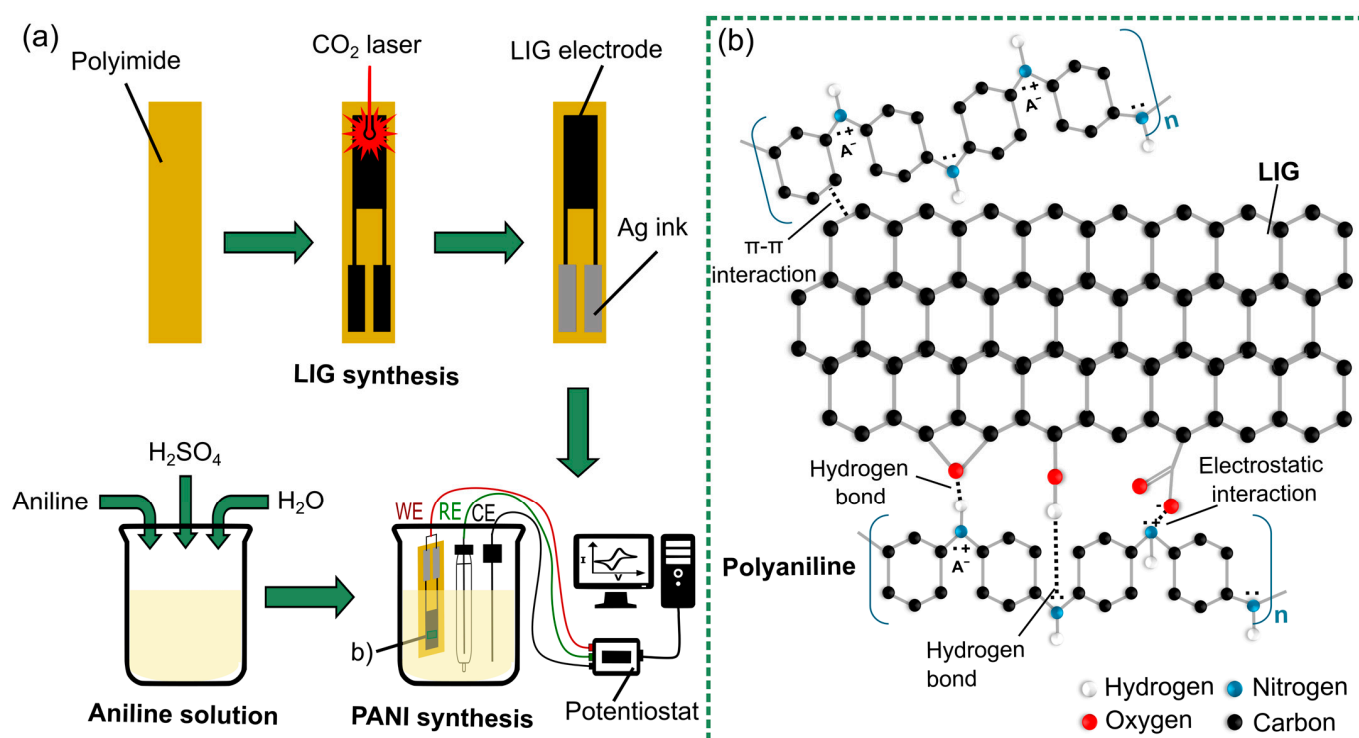 (a)
Polyimide
CO₂ laser
LIG electrode
Ag ink
LIG synthesis
H₂SO₄
Aniline
H₂O
WE RE CE
I
V
b)
Potentiostat
Aniline solution
PANI synthesis
(b)
A⁻
A⁻
n
LIG
π-π
interaction
Hydrogen
bond
Electrostatic
interaction
Polyaniline
A⁻
n
Hydrogen
bond
Hydrogen
Nitrogen
Oxygen
Carbon